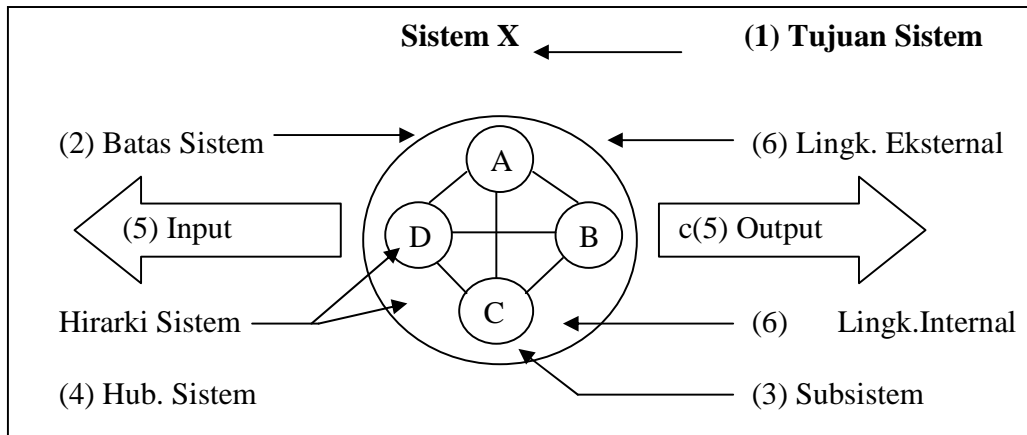 Sistem X (1) Tujuan Sistem
(2) Batas Sistem (6) Lingk. Eksternal
A
(5) Input D B c(5) Output
C
Hirarki Sistem (6) Lingk.Internal
(4) Hub. Sistem (3) Subsistem